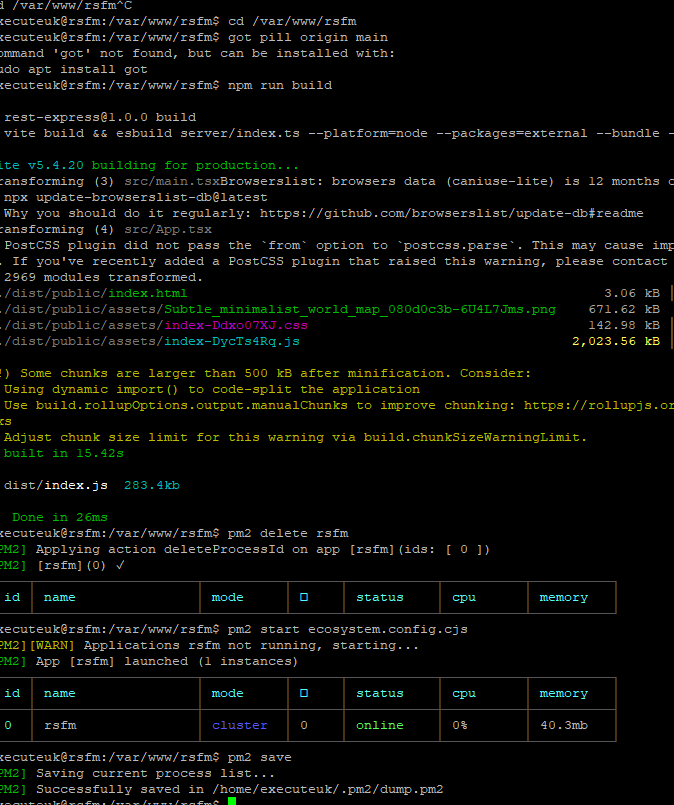 d /var/www/rsfm^C
xecuteuk@rsfm:/var/www/rsfm$ cd /var/www/rsfm
xecuteuk@rsfm:/var/www/rsfm$ got pill origin main
ommand 'got' not found, but can be installed with:
udo apt install got
xecuteuk@rsfm:/var/www/rsfm$ npm run build
rest-express@1.0.0 build
vite build && esbuild server/index.ts --platform=node --packages=external --bundle -
ite v5.4.20 building for production...
ransforming (3) src/main.tsxBrowserslist: browsers data (caniuse-lite) is 12 months o
npx update-browserslist-db@latest
Why you should do it regularly: https://github.com/browserslist/update-db#readme
ransforming (4) src/App.tsx
PostCSS plugin did not pass the `from` option to `postcss.parse`. This may cause imp
. If you've recently added a PostCSS plugin that raised this warning, please contact
2969 modules transformed.
./dist/public/index.html 3.06 kB │
./dist/public/assets/Subtle_minimalist_world_map_080d0c3b-6U4L7Jms.png 671.62 kB │
./dist/public/assets/index-Ddxo07XJ.css 142.98 kB │
./dist/public/assets/index-DycTs4Rq.js 2,023.56 kB │
!) Some chunks are larger than 500 kB after minification. Consider:
Using dynamic import() to code-split the application
Use build.rollupOptions.output.manualChunks to improve chunking: https://rollupjs.or
ks
Adjust chunk size limit for this warning via build.chunkSizeWarningLimit.
built in 15.42s
dist/index.js 283.4kb
Done in 26ms
xecuteuk@rsfm:/var/www/rsfm$ pm2 delete rsfm
PM2] Applying action deleteProcessId on app [rsfm](ids: [ 0 ])
PM2] [rsfm](0) ✓
id │ name │ mode │ □ │ status │ cpu │ memory │
xecuteuk@rsfm:/var/www/rsfm$ pm2 start ecosystem.config.cjs
PM2][WARN] Applications rsfm not running, starting...
PM2] App [rsfm] launched (1 instances)
id │ name │ mode │ □ │ status │ cpu │ memory │
0 │ rsfm │ cluster │ 0 │ online │ 0% │ 40.3mb │
xecuteuk@rsfm:/var/www/rsfm$ pm2 save
PM2] Saving current process list...
PM2] Successfully saved in /home/executeuk/.pm2/dump.pm2
xecuteuk@rsfm:/var/www/rsfm$